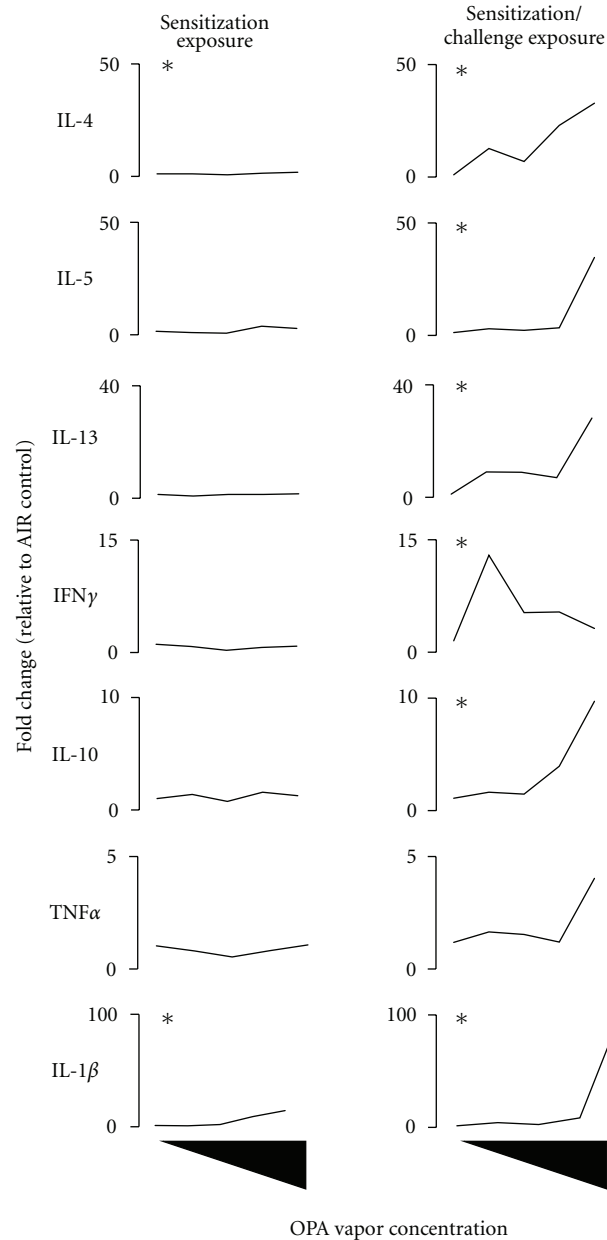 Sensitization
exposure
Sensitization/
challenge exposure
Fold change (relative to AIR control)
IL-4
50
0
*
50
0
*
IL-5
50
0
50
0
*
IL-13
40
0
40
0
*
IFNγ
15
0
15
0
*
IL-10
10
0
10
0
*
TNFα
5
0
5
0
IL-1β
100
0
*
100
0
*
OPA vapor concentration